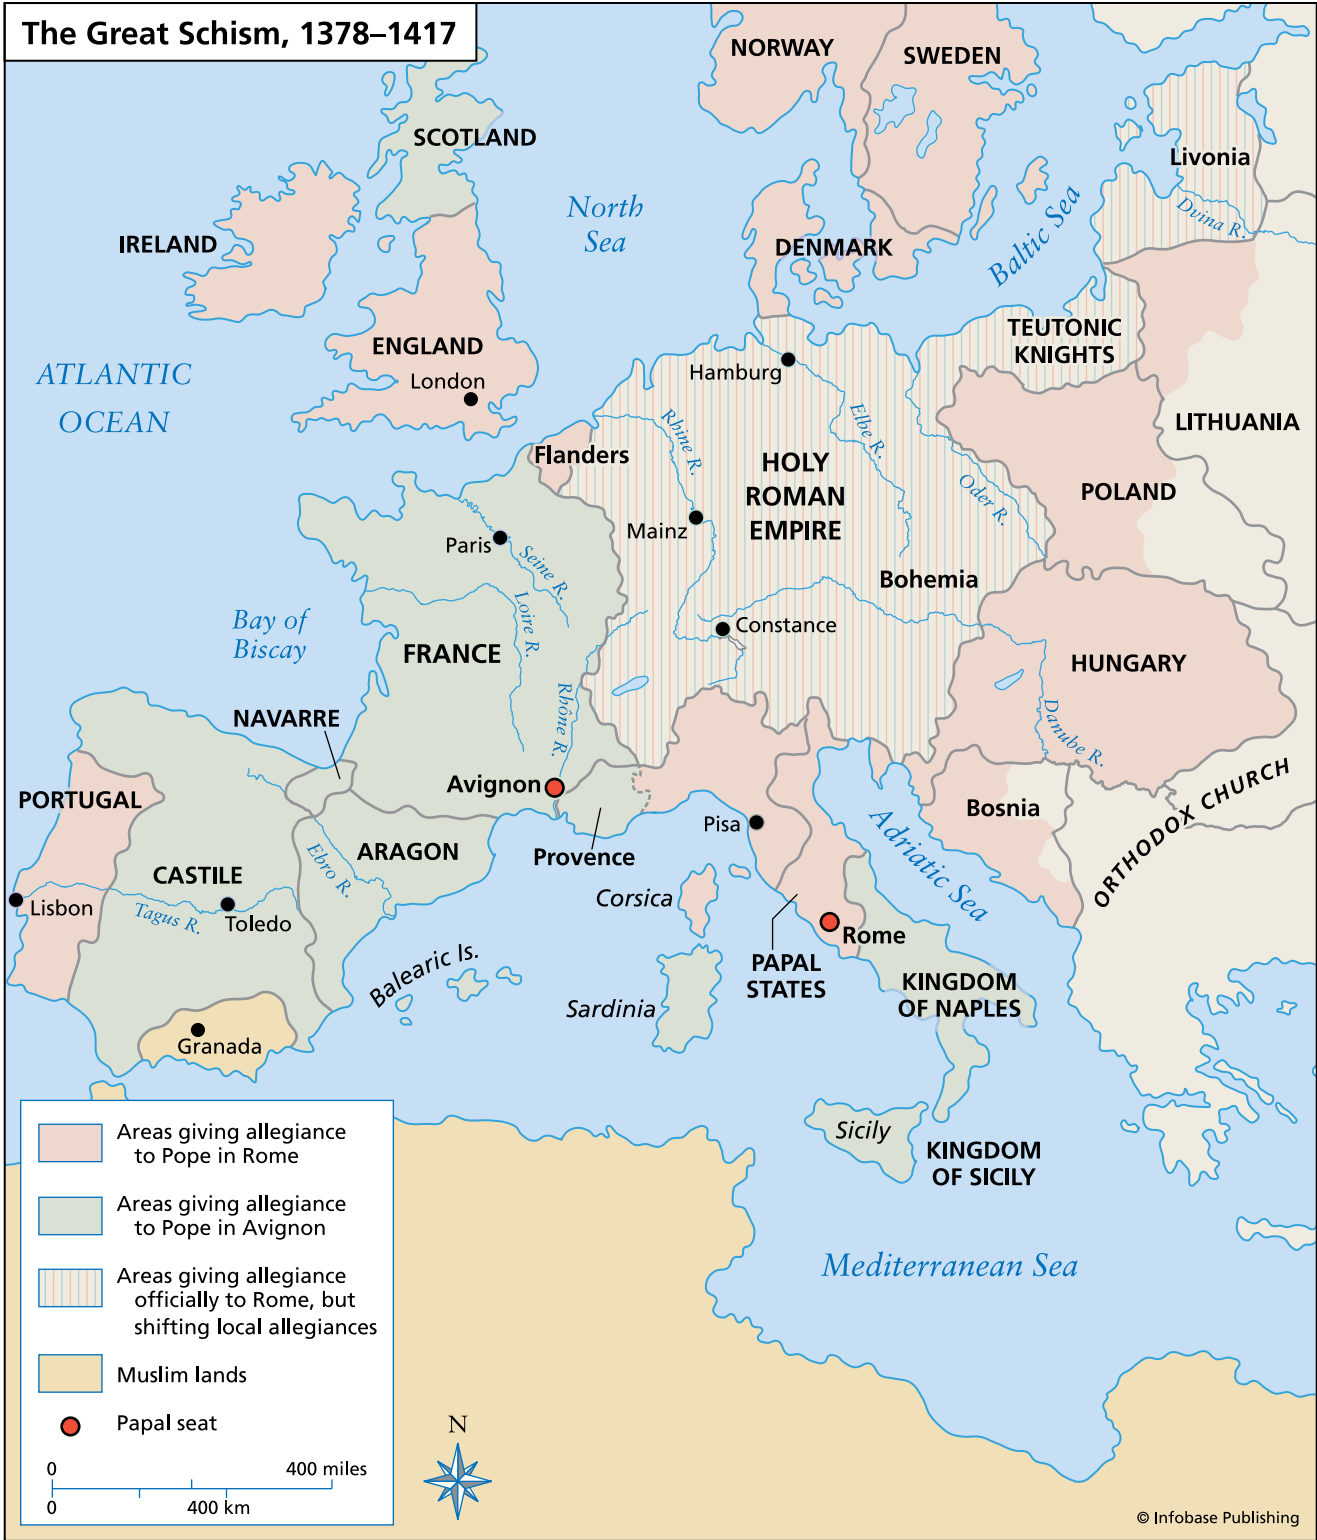 The Great Schism, 1378–1417
NORWAY
SWEDEN
SCOTLAND
Livonia
Dvina R.
North
Sea
IRELAND
DENMARK
Baltic Sea
TEUTONIC
KNIGHTS
ENGLAND
London
Hamburg
ATLANTIC
OCEAN
LITHUANIA
Rhine R.
Elbe R.
Flanders
HOLY
ROMAN
EMPIRE
Oder R.
POLAND
Mainz
Paris
Seine R.
Bohemia
Loire R.
Constance
Bay of
Biscay
FRANCE
HUNGARY
Rhône R.
Danube R.
NAVARRE
Avignon
PORTUGAL
Bosnia
ORTHODOX CHURCH
Pisa
Adriatic Sea
ARAGON
Provence
Ebro R.
CASTILE
Corsica
Lisbon
Tagus R.
Toledo
Rome
Balearic Is.
PAPAL
STATES
KINGDOM
OF NAPLES
Sardinia
Granada
Sicily
KINGDOM
OF SICILY
Mediterranean Sea
Areas giving allegiance
to Pope in Rome
Areas giving allegiance
to Pope in Avignon
Areas giving allegiance
officially to Rome, but
shifting local allegiances
Muslim lands
Papal seat
0 400 miles
0 400 km
N
© Infobase Publishing